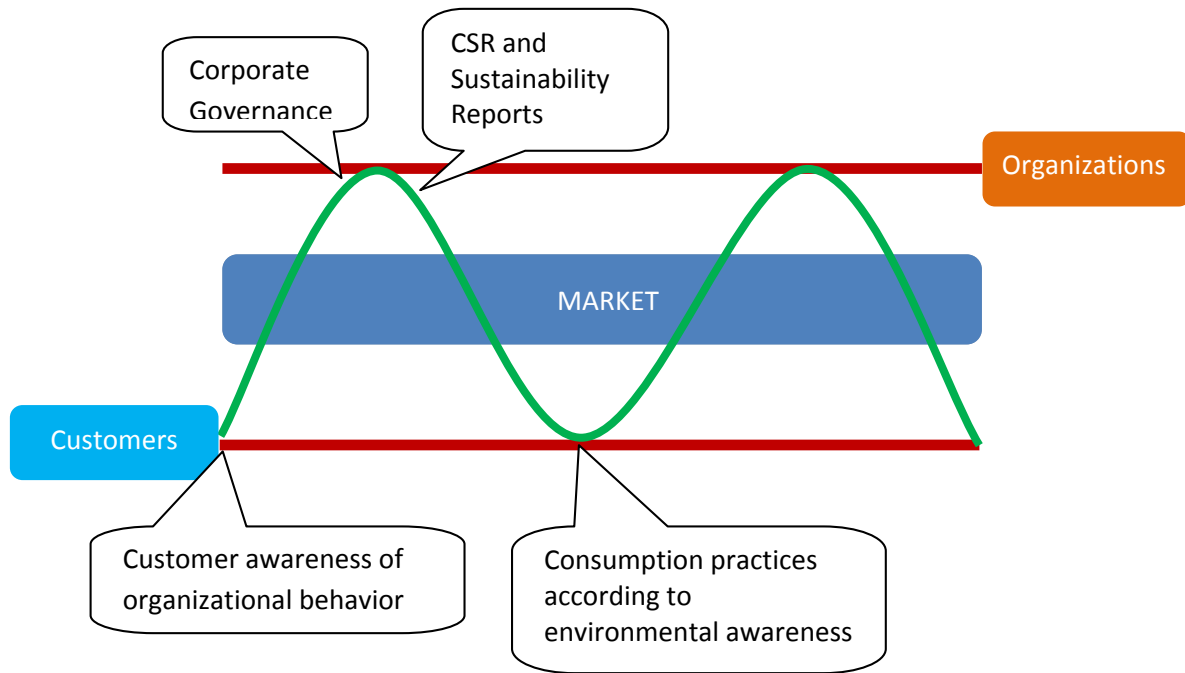 Corporate
Governance
CSR and
Sustainability
Reports
Organizations
MARKET
Customers
Customer awareness of
organizational behavior
Consumption practices
according to
environmental awareness